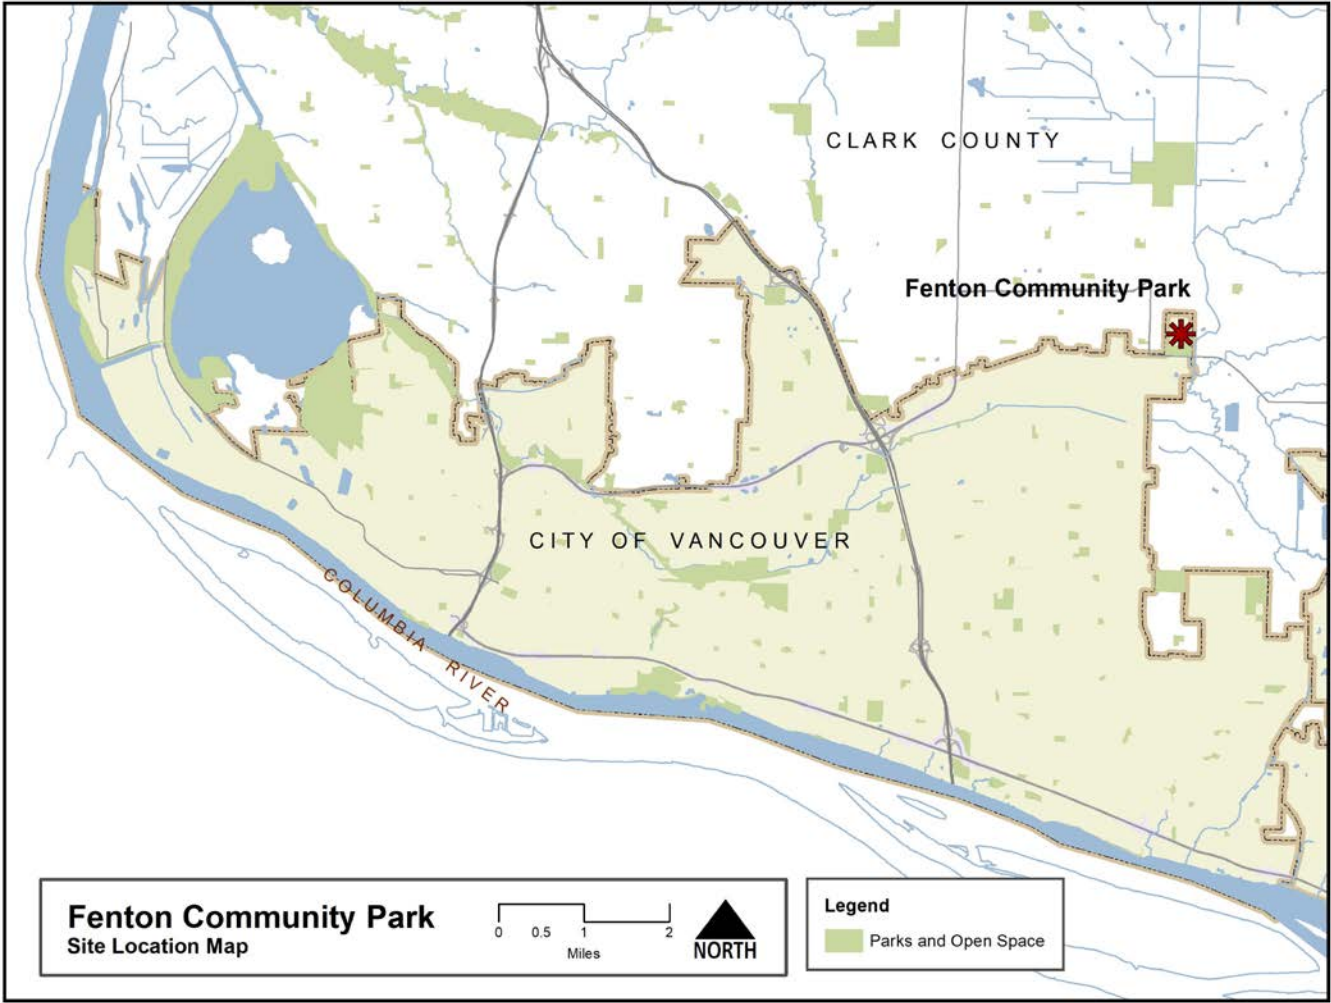 CLARK COUNTY
Fenton Community Park
CITY OF VANCOUVER
COLUMBIA RIVER
Fenton Community Park
Site Location Map
0 0.5 1 2
Miles
NORTH
Legend
Parks and Open Space